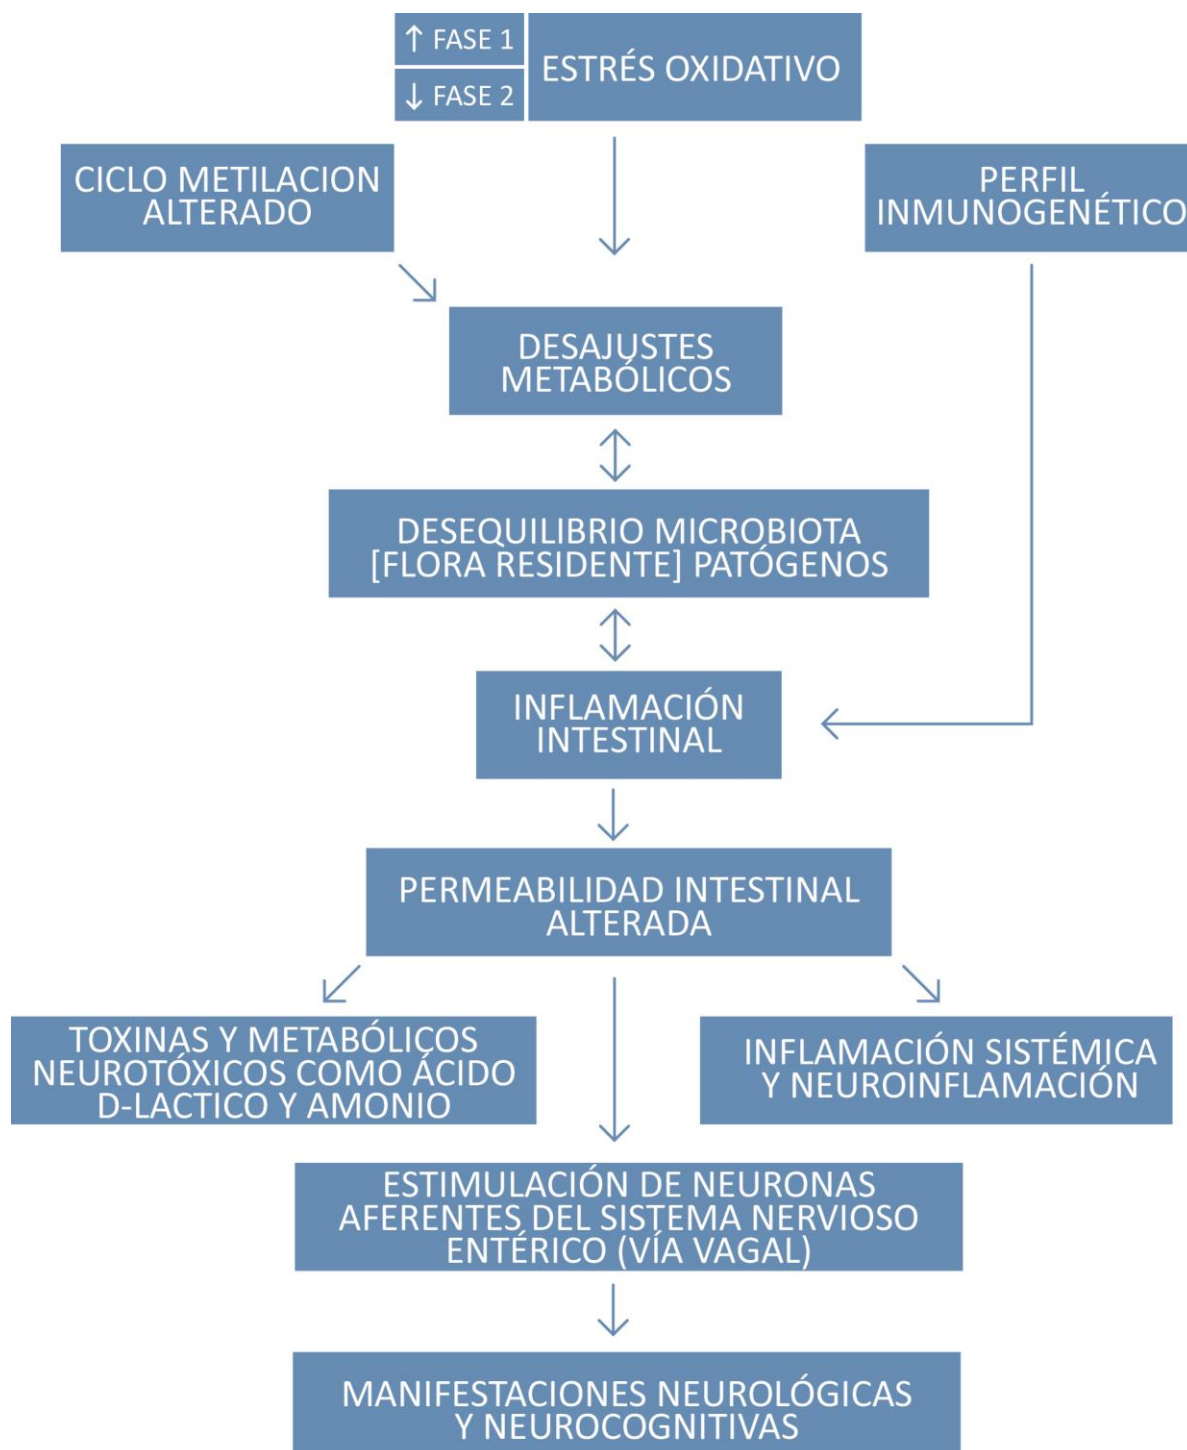 ↑ FASE 1
↓ FASE 2
ESTRÉS OXIDATIVO
CICLO METILACION
ALTERADO
PERFIL
INMUNOGENÉTICO
DESAJUSTES
METABÓLICOS
DESEQUILIBRIO MICROBIOTA
[FLORA RESIDENTE] PATÓGENOS
INFLAMACIÓN
INTESTINAL
PERMEABILIDAD INTESTINAL
ALTERADA
TOXINAS Y METABÓLICOS
NEUROTÓXICOS COMO ÁCIDO
D-LACTICO Y AMONIO
INFLAMACIÓN SISTÉMICA
Y NEUROINFLAMACIÓN
ESTIMULACIÓN DE NEURONAS
AFERENTES DEL SISTEMA NERVIOSO
ENTÉRICO (VÍA VAGAL)
MANIFESTACIONES NEUROLÓGICAS
Y NEUROCOGNITIVAS